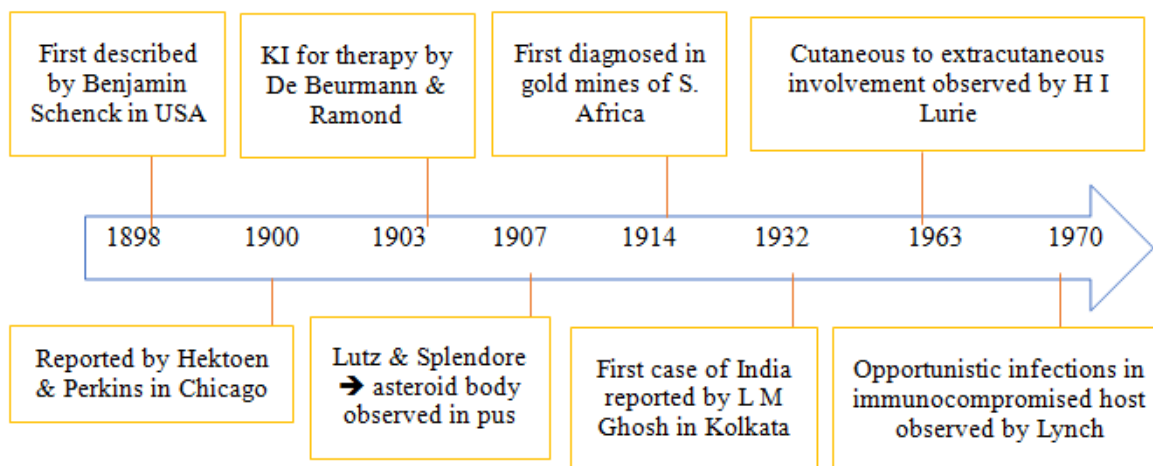 First described
by Benjamin
Schenck in USA
KI for therapy by
De Beurmann &
Ramond
First diagnosed in
gold mines of S.
Africa
Cutaneous to extracutaneous
involvement observed by H I
Lurie
1898 1900 1903 1907 1914 1932 1963 1970
Reported by Hektoen
& Perkins in Chicago
Lutz & Splendore
➔ asteroid body
observed in pus
First case of India
reported by L M
Ghosh in Kolkata
Opportunistic infections in
immunocompromised host
observed by Lynch